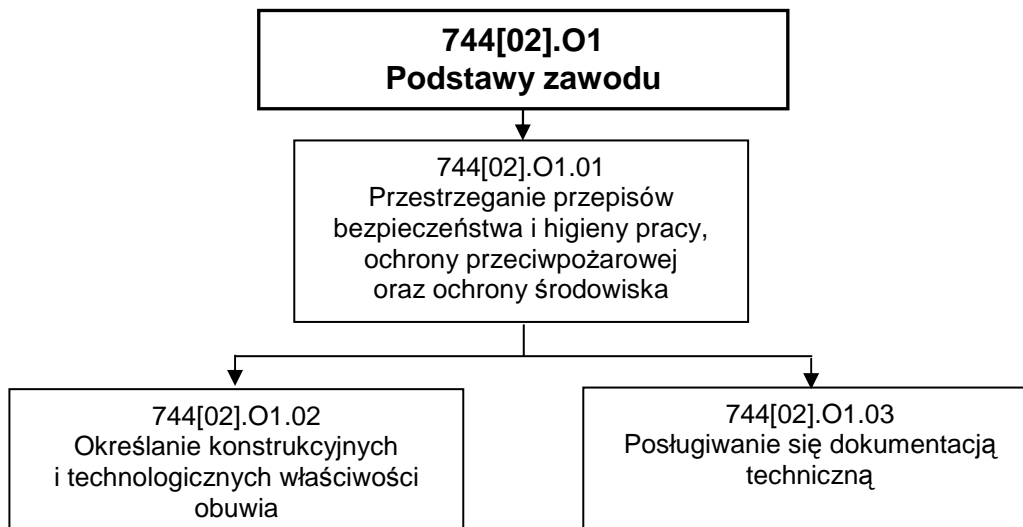 744[02].O1
Podstawy zawodu
744[02].O1.01
Przestrzeganie przepisów
bezpieczeństwa i higieny pracy,
ochrony przeciwpożarowej
oraz ochrony środowiska
744[02].O1.02
Określanie konstrukcyjnych
i technologicznych właściwości
obuwia
744[02].O1.03
Posługiwanie się dokumentacją
techniczną